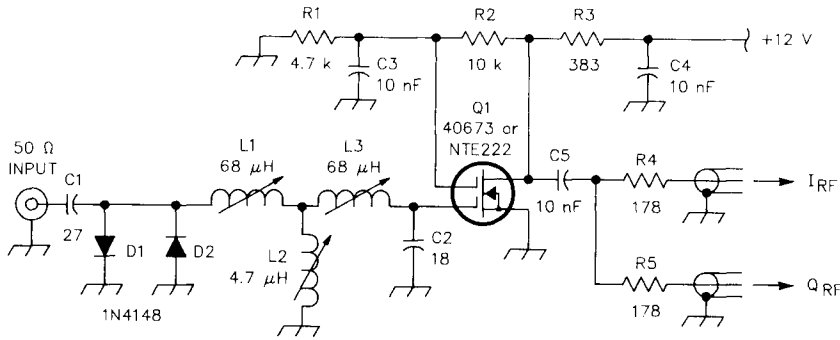 R1
4.7 k
C3
10 nF
R2
10 k
R3
383
C4
10 nF
+12 V
Q1
40673 or
NTE222
50 Ω
INPUT
C1
27
D1
D2
1N4148
L1
68 μH
L3
68 μH
L2
4.7 μH
C2
18
C5
10 nF
R4
178
I RF
R5
178
Q RF